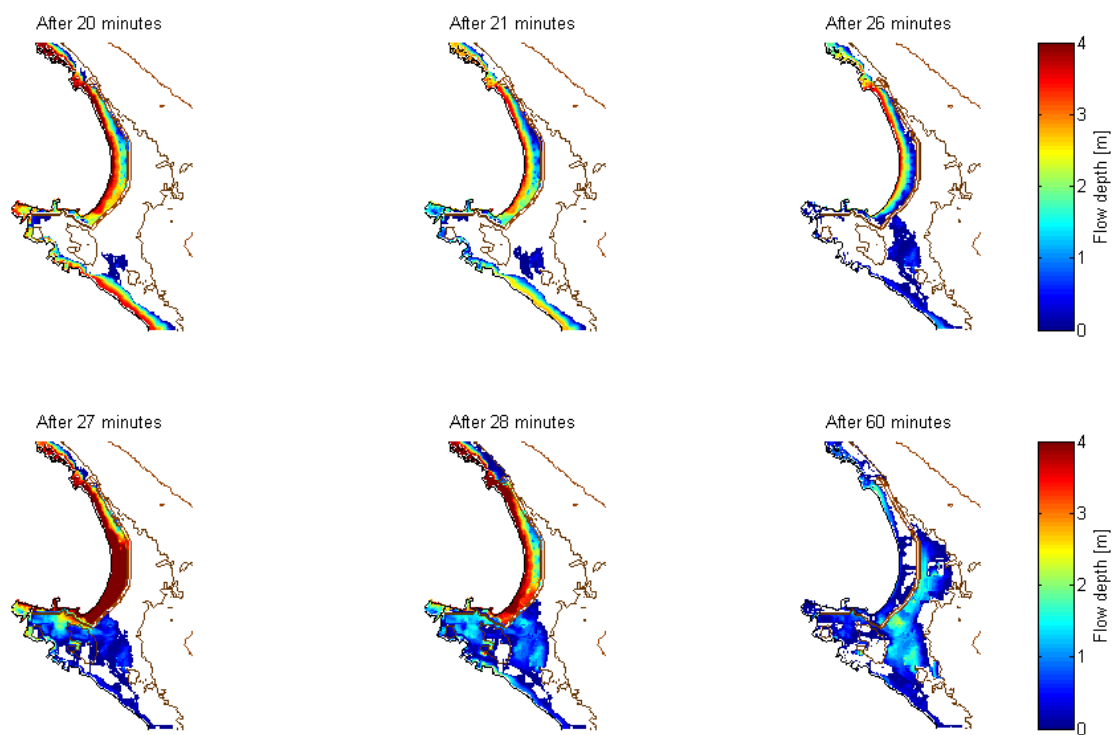 After 20 minutes
After 21 minutes
After 26 minutes
4
3
2
1
0
Flow depth [m]
After 27 minutes
After 28 minutes
After 60 minutes
4
3
2
1
0
Flow depth [m]